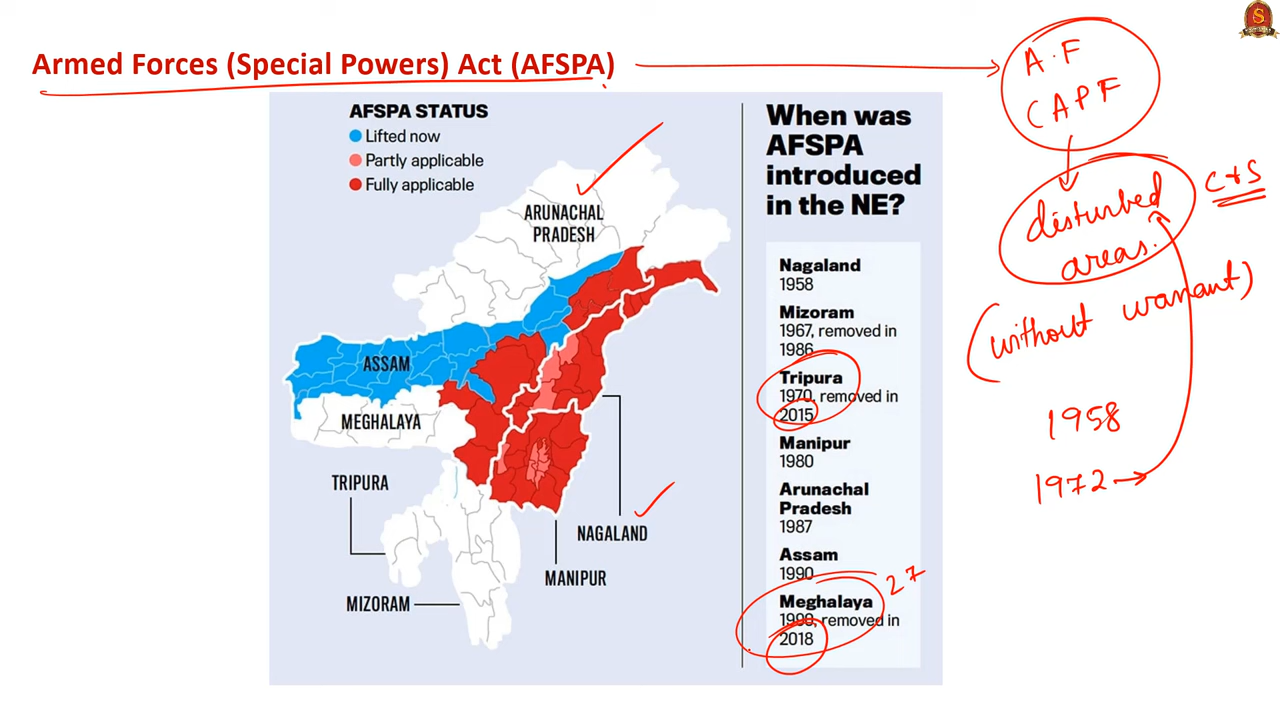 Armed Forces (Special Powers) Act (AFSPA)
A.F
CAPF
disturbed
areas.
C+S
(without warrant)
1958
1972
AFSPA STATUS
Lifted now
Partly applicable
Fully applicable
ARUNACHAL
PRADESH
ASSAM
MEGHALAYA
TRIPURA
NAGALAND
MANIPUR
MIZORAM
When was
AFSPA
introduced
in the NE?
Nagaland
1958
Mizoram
1967, removed in
1986
Tripura
1970, removed in
2015
Manipur
1980
Arunachal
Pradesh
1987
Assam
1990
27
Meghalaya
removed in
2018